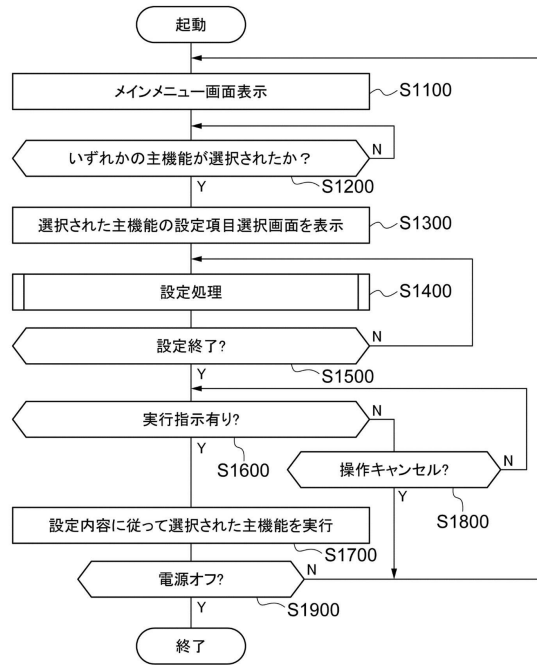 起動
メインメニュー画面表示
S1100
いずれかの主機能が選択されたか？
N
S1200
Y
選択された主機能の設定項目選択画面を表示
S1300
設定処理
S1400
設定終了?
N
S1500
Y
実行指示有り?
N
S1600
Y
操作キャンセル?
N
S1800
Y
設定内容に従って選択された主機能を実行
S1700
電源オフ?
N
S1900
Y
終了